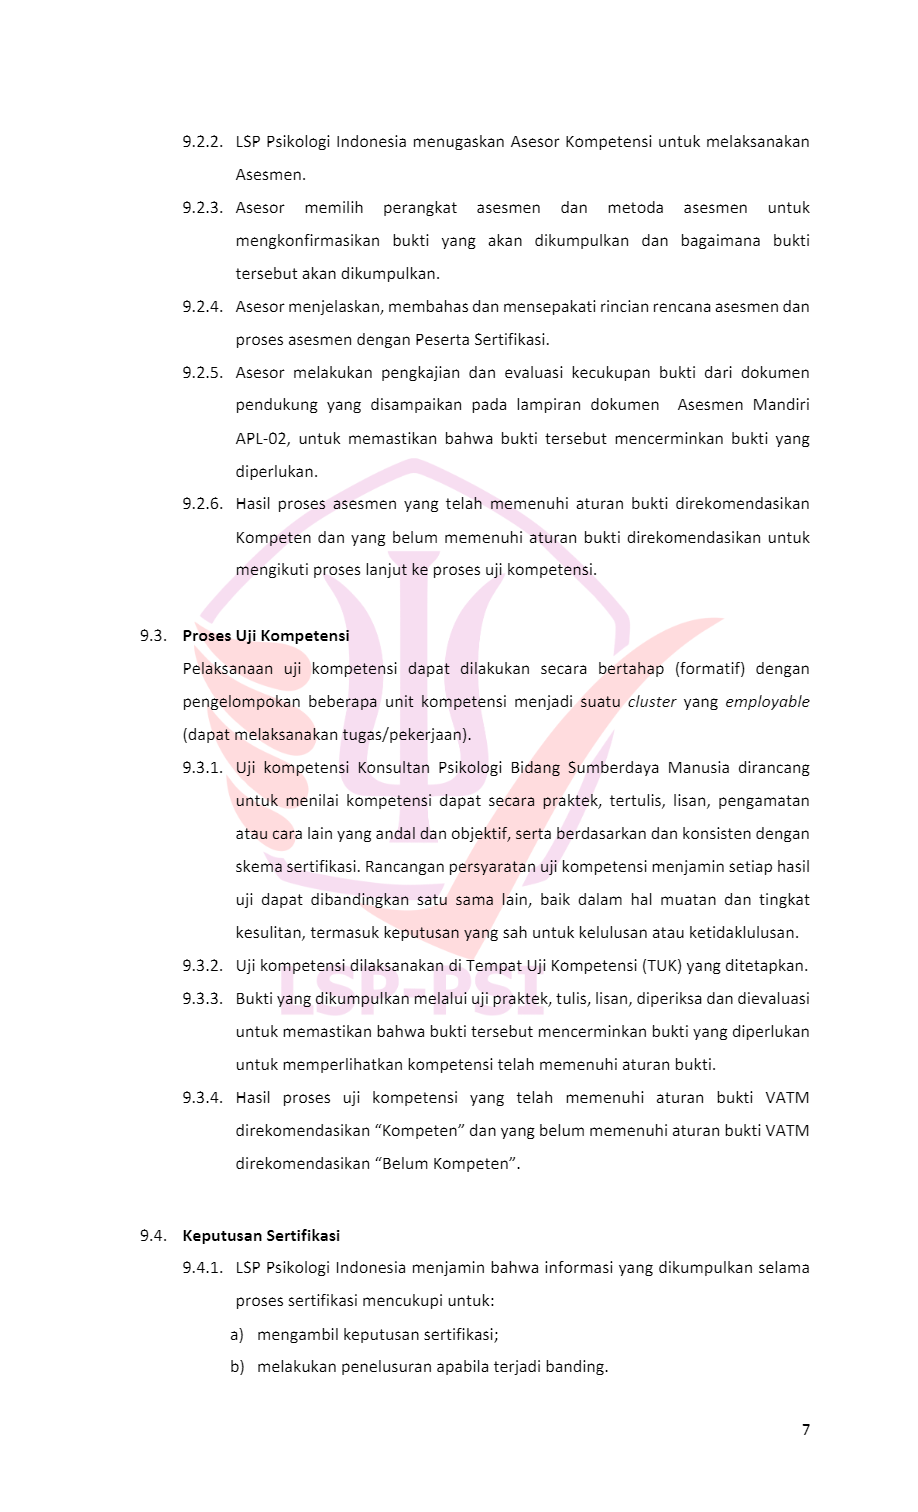 9.2.2. LSP Psikologi Indonesia menugaskan Asesor Kompetensi untuk melaksanakan
Asesmen.
9.2.3. Asesor memilih perangkat asesmen dan metoda asesmen untuk
mengkonfirmasikan bukti yang akan dikumpulkan dan bagaimana bukti
tersebut akan dikumpulkan.
9.2.4. Asesor menjelaskan, membahas dan mensepakati rincian rencana asesmen dan
proses asesmen dengan Peserta Sertifikasi.
9.2.5. Asesor melakukan pengkajian dan evaluasi kecukupan bukti dari dokumen
pendukung yang disampaikan pada lampiran dokumen Asesmen Mandiri
APL-02, untuk memastikan bahwa bukti tersebut mencerminkan bukti yang
diperlukan.
9.2.6. Hasil proses asesmen yang telah memenuhi aturan bukti direkomendasikan
Kompeten dan yang belum memenuhi aturan bukti direkomendasikan untuk
mengikuti proses lanjut ke proses uji kompetensi.
9.3. Proses Uji Kompetensi
Pelaksanaan uji kompetensi dapat dilakukan secara bertahap (formatif) dengan
pengelompokan beberapa unit kompetensi menjadi suatu cluster yang employable
(dapat melaksanakan tugas/pekerjaan).
9.3.1. Uji kompetensi Konsultan Psikologi Bidang Sumberdaya Manusia dirancang
untuk menilai kompetensi dapat secara praktek, tertulis, lisan, pengamatan
atau cara lain yang andal dan objektif, serta berdasarkan dan konsisten dengan
skema sertifikasi. Rancangan persyaratan uji kompetensi menjamin setiap hasil
uji dapat dibandingkan satu sama lain, baik dalam hal muatan dan tingkat
kesulitan, termasuk keputusan yang sah untuk kelulusan atau ketidaklulusan.
9.3.2. Uji kompetensi dilaksanakan di Tempat Uji Kompetensi (TUK) yang ditetapkan.
LSP-PSI
9.3.3. Bukti yang dikumpulkan melalui uji praktek, tulis, lisan, diperiksa dan dievaluasi
untuk memastikan bahwa bukti tersebut mencerminkan bukti yang diperlukan
untuk memperlihatkan kompetensi telah memenuhi aturan bukti.
9.3.4. Hasil proses uji kompetensi yang telah memenuhi aturan bukti VATM
direkomendasikan “Kompeten” dan yang belum memenuhi aturan bukti VATM
direkomendasikan “Belum Kompeten”.
9.4. Keputusan Sertifikasi
9.4.1. LSP Psikologi Indonesia menjamin bahwa informasi yang dikumpulkan selama
proses sertifikasi mencukupi untuk:
a) mengambil keputusan sertifikasi;
b) melakukan penelusuran apabila terjadi banding.
7